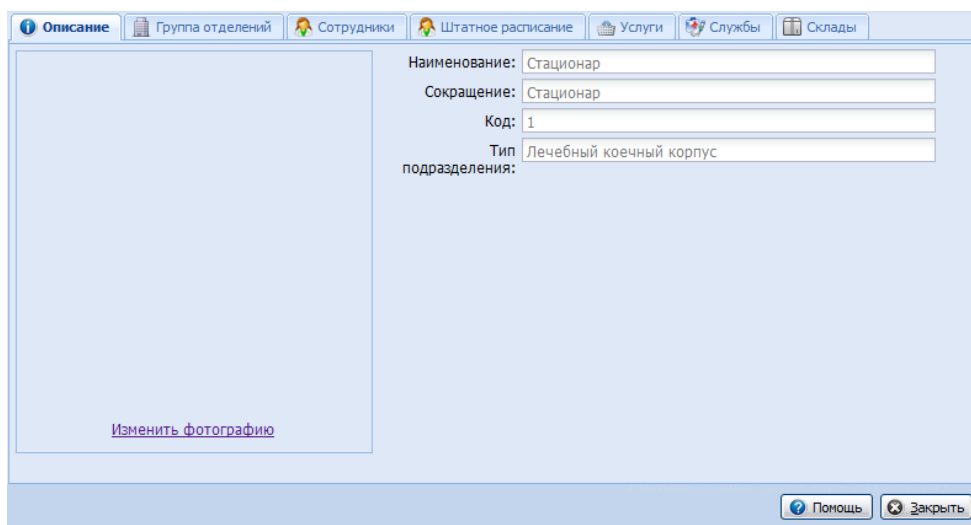 Описание Группа отделений Сотрудники Штатное расписание Услуги Службы Склады
Наименование: Стационар
Сокращение: Стационар
Код: 1
Тип подразделения: Лечебный коечный корпус
Изменить фотографию
Помощь Закрыть